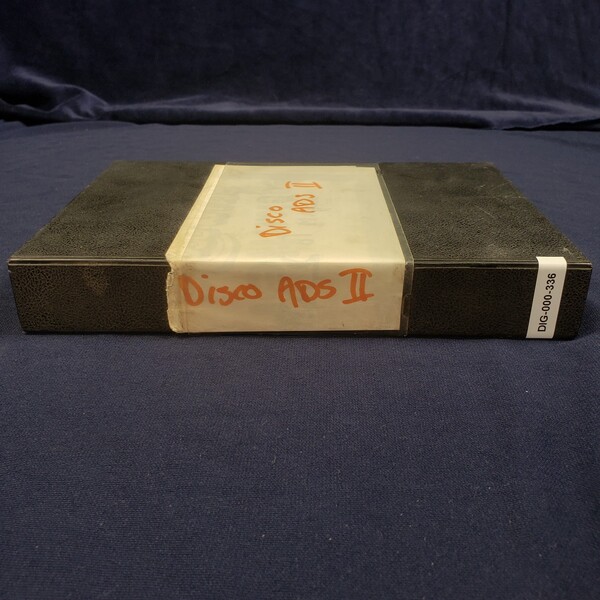 Disco
ADS II
Disco ADS II
DIG-000-336